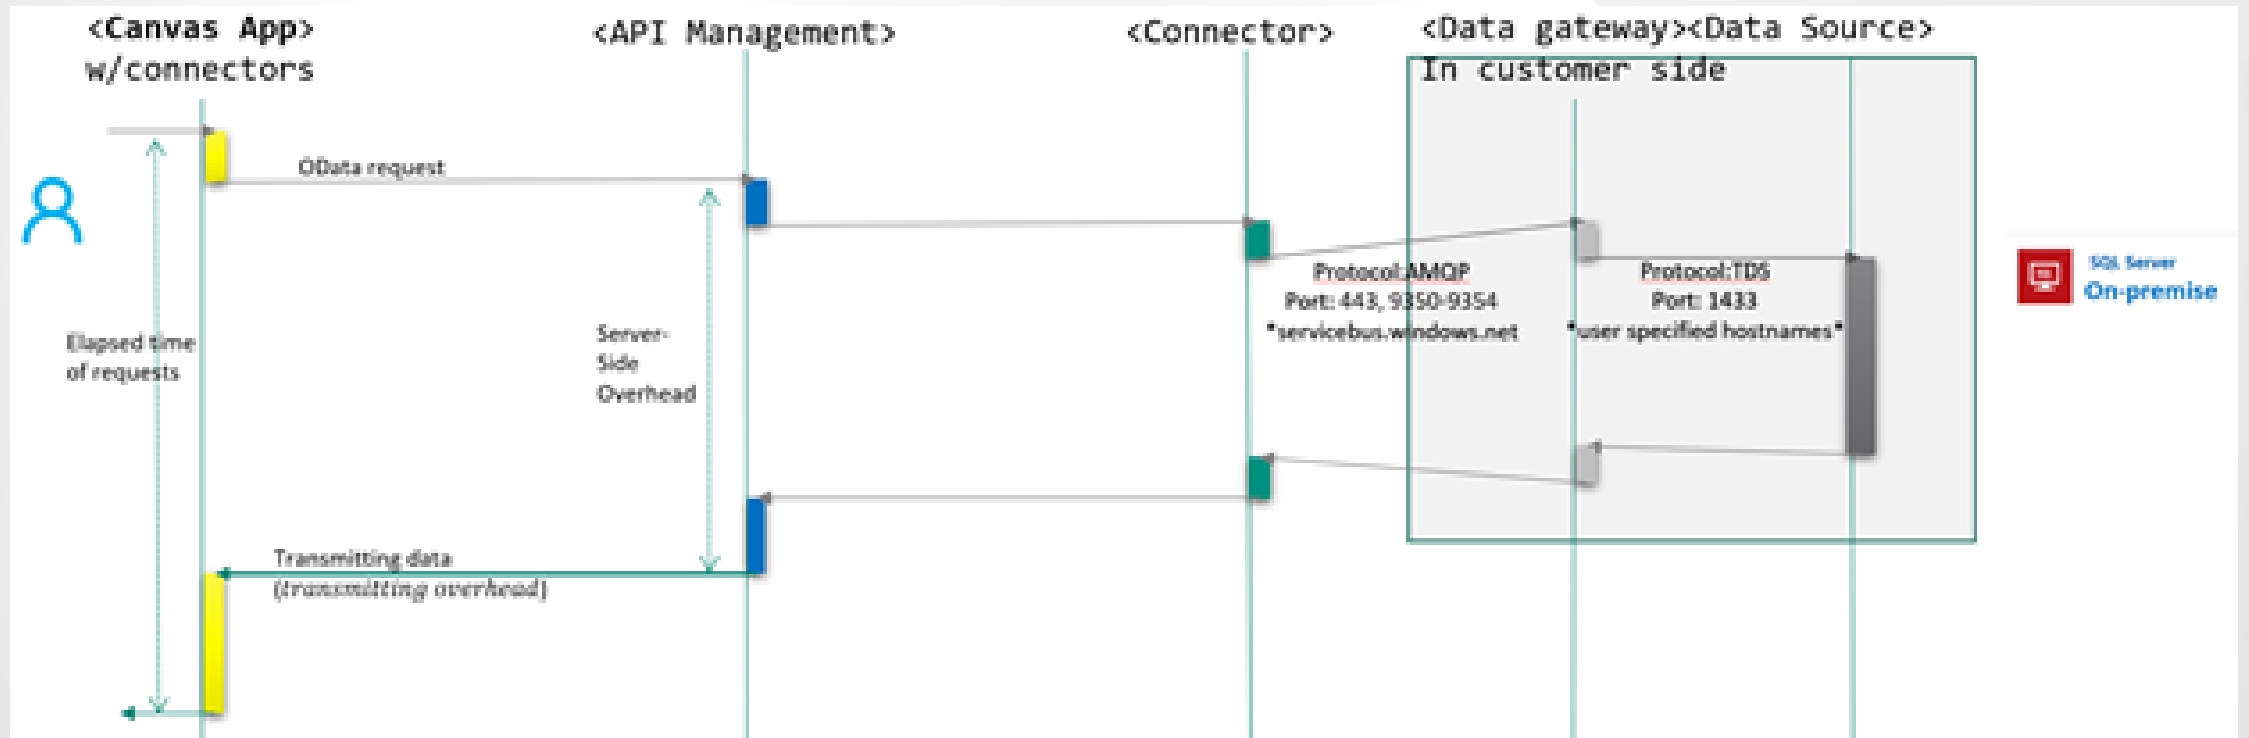 <Canvas App>
w/connectors
<API Management>
<Connector>
<Data gateway><Data Source>
In customer side
OData request
Protocol:AMQP
Port: 443, 9350-9354
*servicebus.windows.net
Protocol:TDS
Port: 1433
*user specified hostnames*
SQL Server
On-premise
Elapsed time
of requests
Server-
Side
Overhead
Transmitting data
(transmitting overhead)